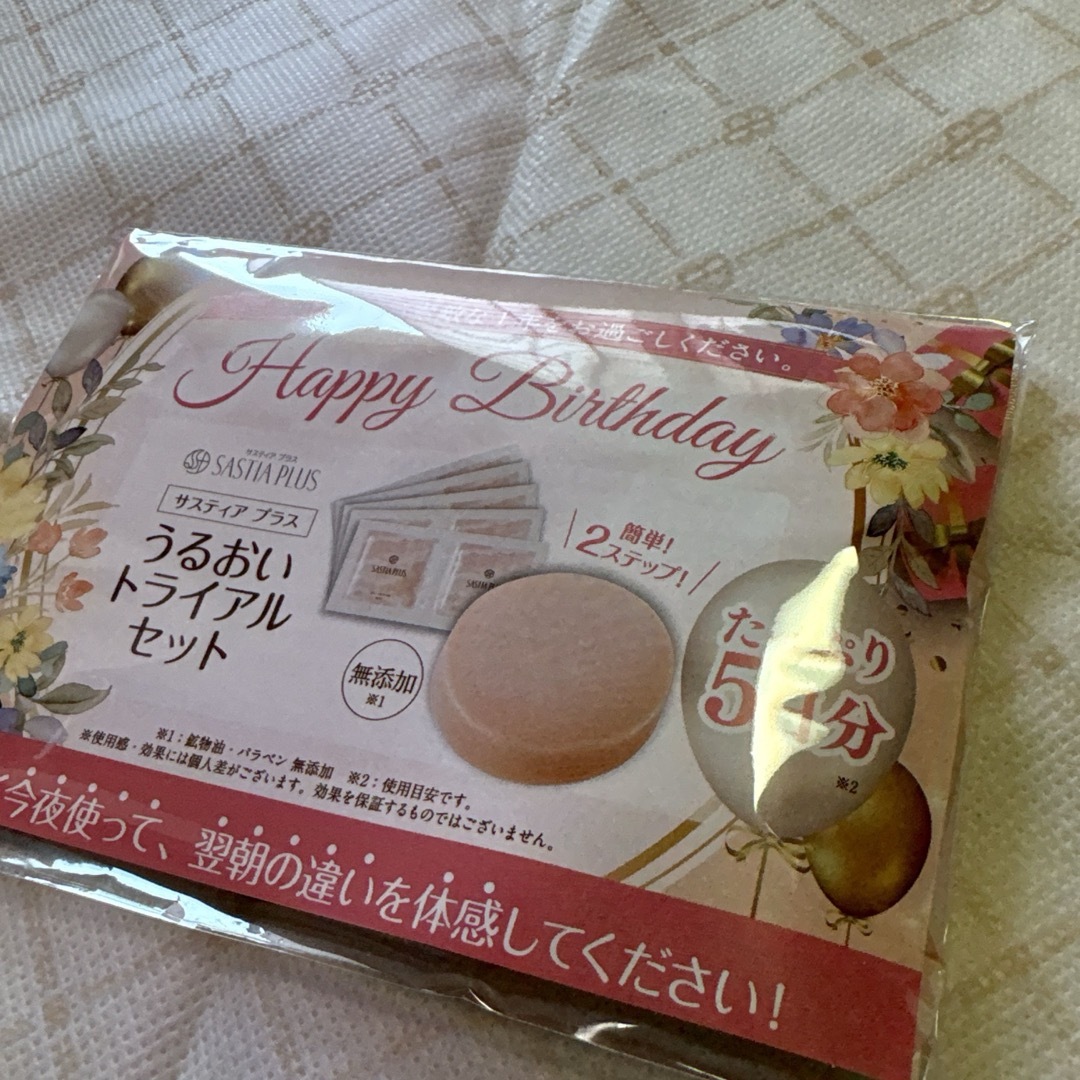 お過ごしください。
Happy Birthday
サスティア プラス
SASTIA PLUS
サスティア プラス
うるおい
トライアル
セット
簡単!
2ステップ!
SASTIA PLUS
無添加
※1
5
分
※2
※1：鉱物油・パラベン 無添加 ※2：使用目安です。
※使用感・効果には個人差がございます。効果を保証するものではございません。
今夜使って、翌朝の違いを体感してください!